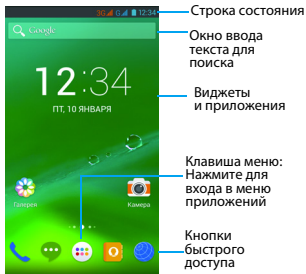 3G G 12:34
Строка состояния
Google
Окно ввода
текста для
поиска
12:34
ПТ, 10 ЯНВАРЯ
Виджеты
и приложения
Клавиша меню:
Нажмите для
входа в меню
приложений
Галерея
Камера
Кнопки
быстрого
доступа